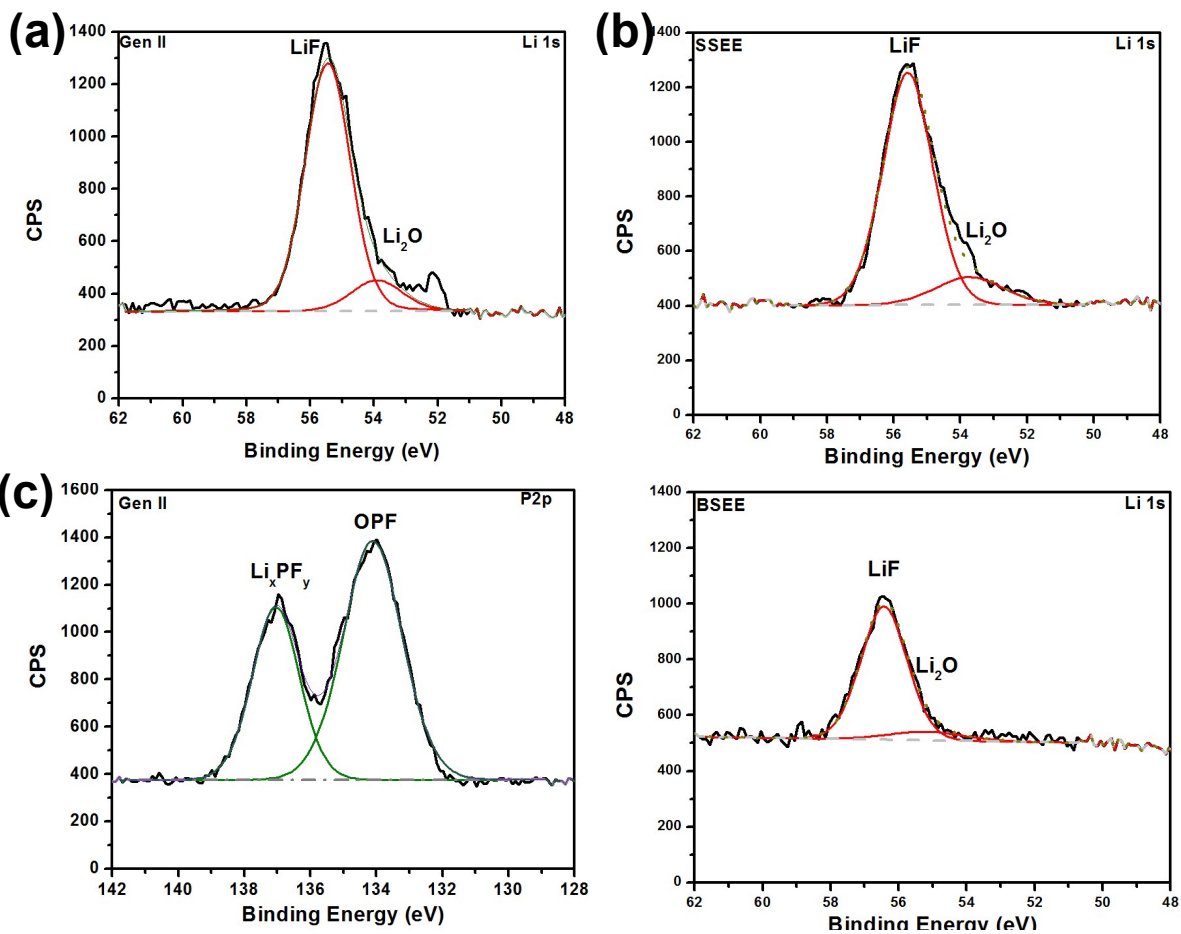 (a)
Gen II
Li 1s
LiF
Li₂O
CPS
1400
1200
1000
800
600
400
200
0
62 60 58 56 54 52 50 48
Binding Energy (eV)
(b)
SSEE
Li 1s
LiF
Li₂O
CPS
1400
1200
1000
800
600
400
200
0
62 60 58 56 54 52 50 48
Binding Energy (eV)
(c)
Gen II
P2p
OPF
LiₓPFᵧ
CPS
1600
1400
1200
1000
800
600
400
200
0
142 140 138 136 134 132 130 128
Binding Energy (eV)
BSEE
Li 1s
LiF
Li₂O
CPS
1400
1200
1000
800
600
400
200
0
62 60 58 56 54 52 50 48
Binding Energy (eV)